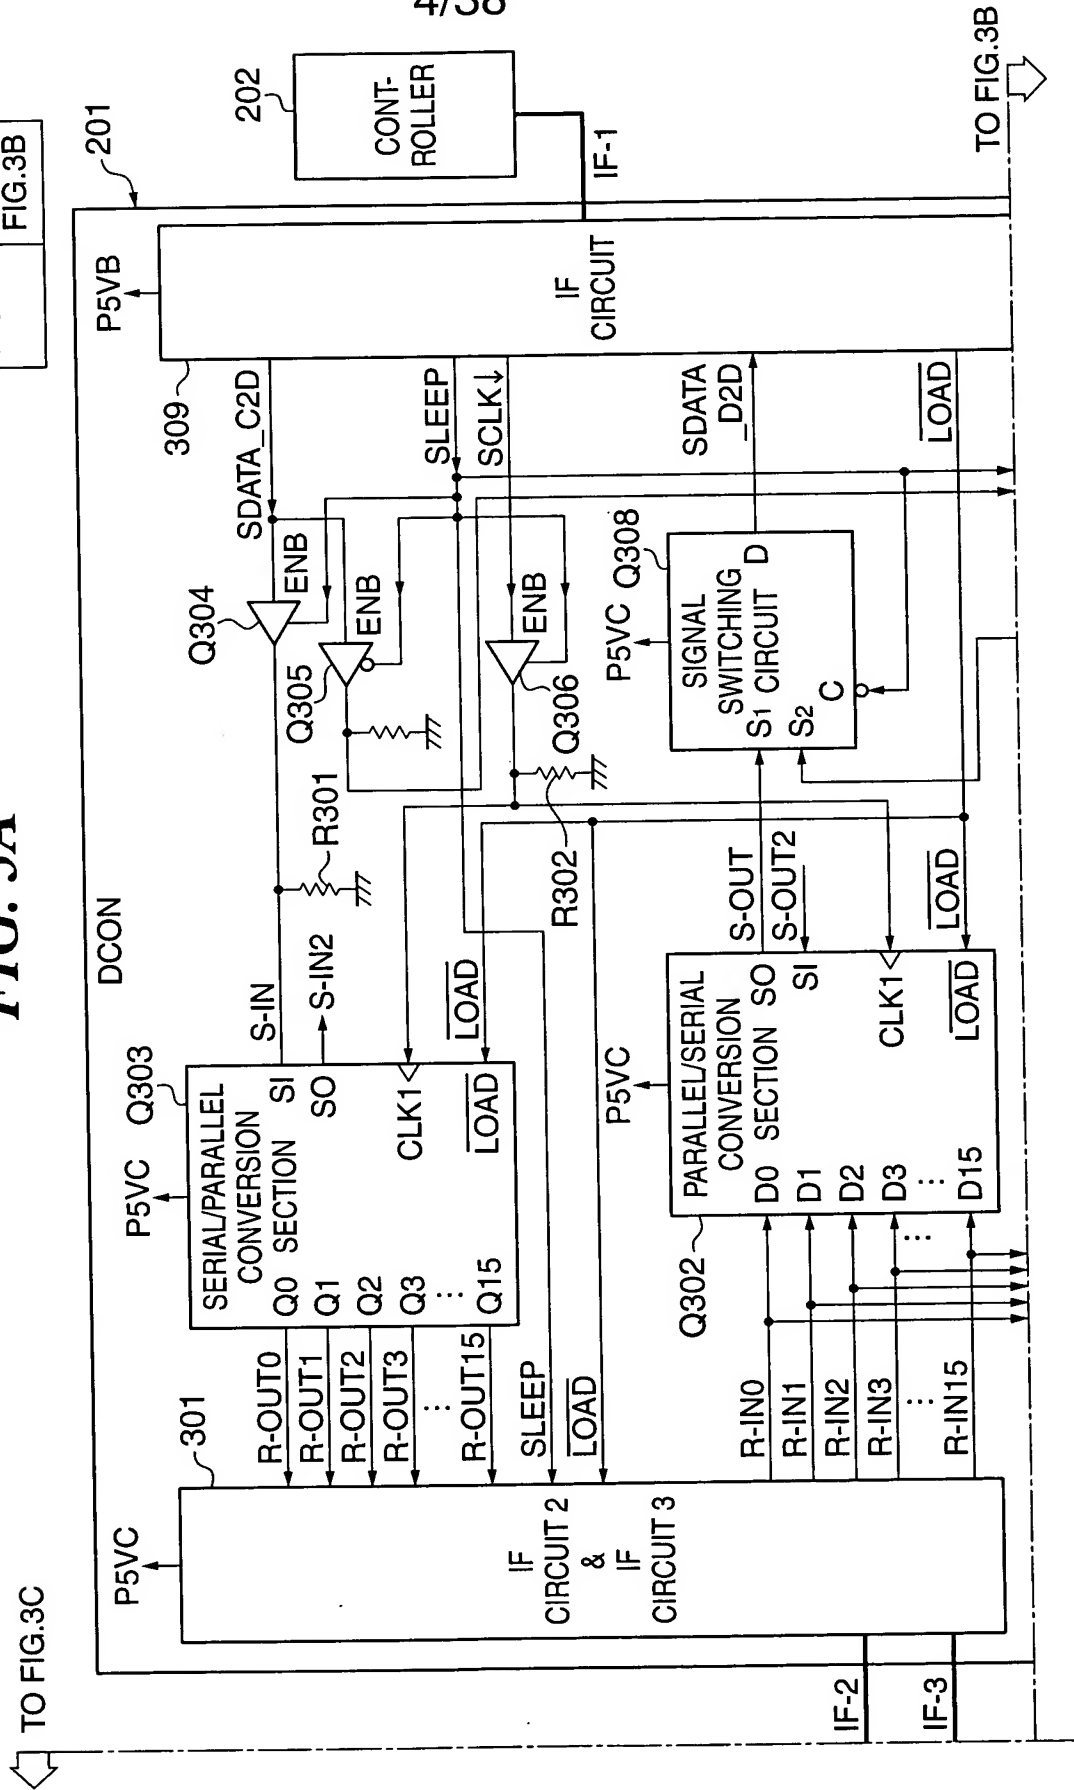 4/38
FIG. 3A
FIG.3B
TO FIG.3C
TO FIG.3B
DCON
201
202
CONT-
ROLLER
IF-1
P5VB
309
IF
CIRCUIT
SDATA_C2D
SLEEP
SCLK↓
SDATA
_D2D
LOAD
Q304
ENB
Q305
ENB
ENB
Q306
R301
R302
P5VC
Q308
SIGNAL
SWITCHING
CIRCUIT
D
S1
S2
C
S-IN
S-IN2
LOAD
S-OUT
S-OUT2
LOAD
P5VC
Q303
SERIAL/PARALLEL
CONVERSION
SECTION
SI
SO
CLK1
LOAD
Q0
Q1
Q2
Q3
...
Q15
P5VC
PARALLEL/SERIAL
CONVERSION
SECTION
SO
SI
CLK1
LOAD
D0
D1
D2
D3
...
D15
Q302
...
R-OUT0
R-OUT1
R-OUT2
R-OUT3
...
R-OUT15
SLEEP
LOAD
R-IN0
R-IN1
R-IN2
R-IN3
...
R-IN15
P5VC
301
IF
CIRCUIT 2
& IF
CIRCUIT 3
IF-2
IF-3